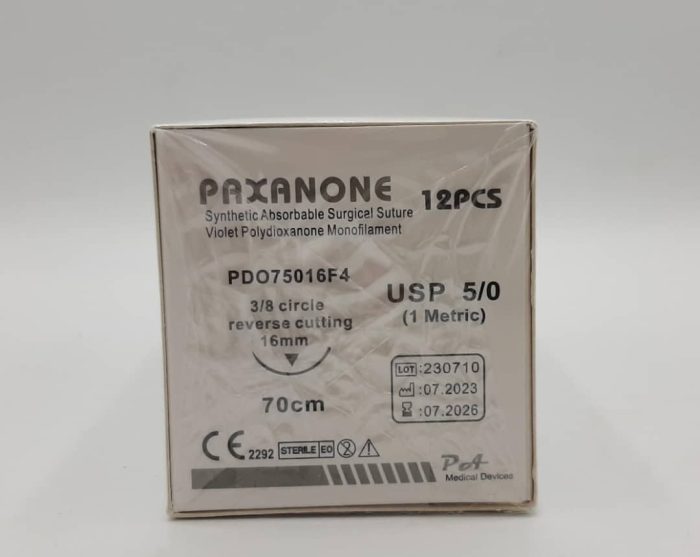 PAXANONE 12PCS
Synthetic Absorbable Surgical Suture
Violet Polydioxanone Monofilament
PDO75016F4
3/8 circle
reverse cutting
16mm
70cm
USP 5/0
(1 Metric)
LOT :230710
:07.2023
:07.2026
CE 2292 STERILE EO 2
PA
Medical Devices